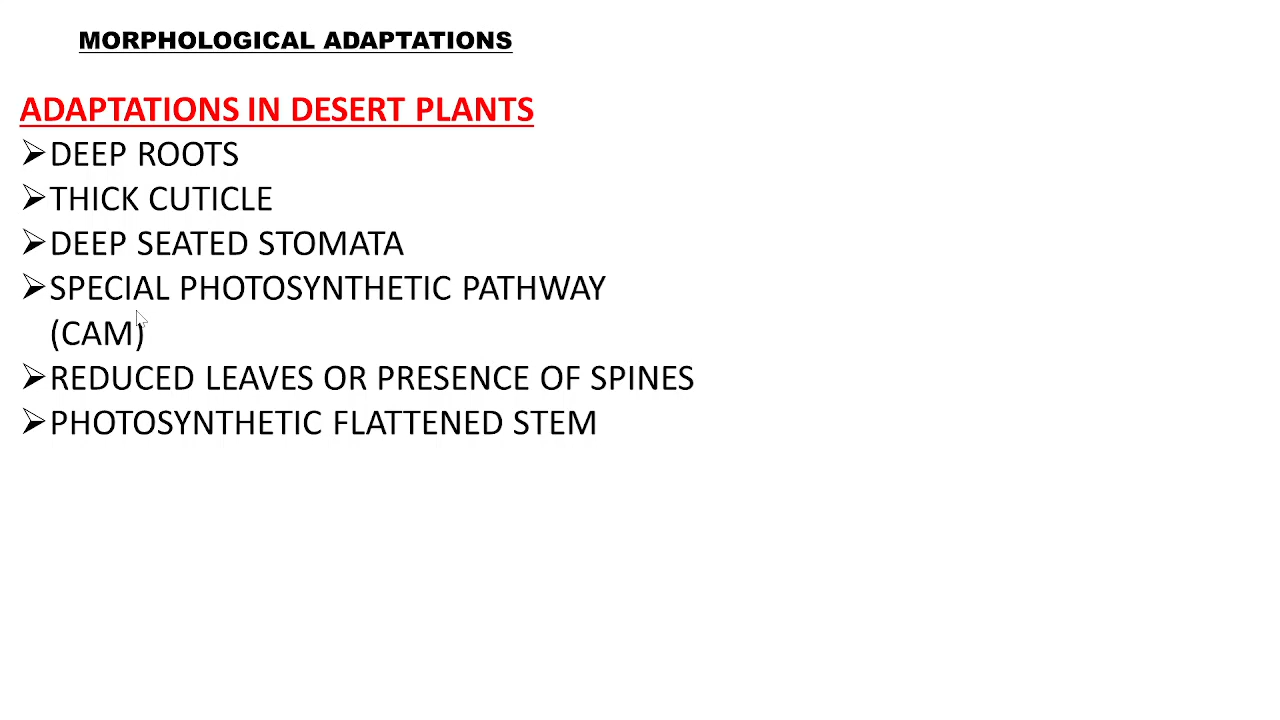 MORPHOLOGICAL ADAPTATIONS
ADAPTATIONS IN DESERT PLANTS
➢DEEP ROOTS
➢THICK CUTICLE
➢DEEP SEATED STOMATA
➢SPECIAL PHOTOSYNTHETIC PATHWAY
(CAM)
➢REDUCED LEAVES OR PRESENCE OF SPINES
➢PHOTOSYNTHETIC FLATTENED STEM